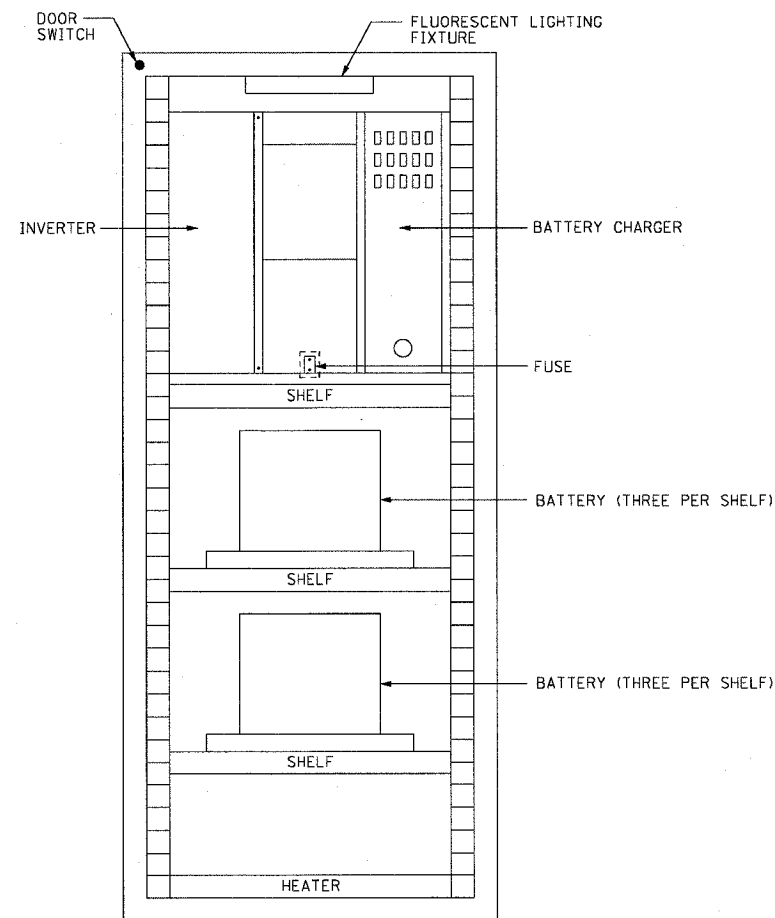 DOOR
SWITCH
FLUORESCENT LIGHTING
FIXTURE
INVERTER
BATTERY CHARGER
FUSE
SHELF
BATTERY (THREE PER SHELF)
SHELF
BATTERY (THREE PER SHELF)
SHELF
HEATER